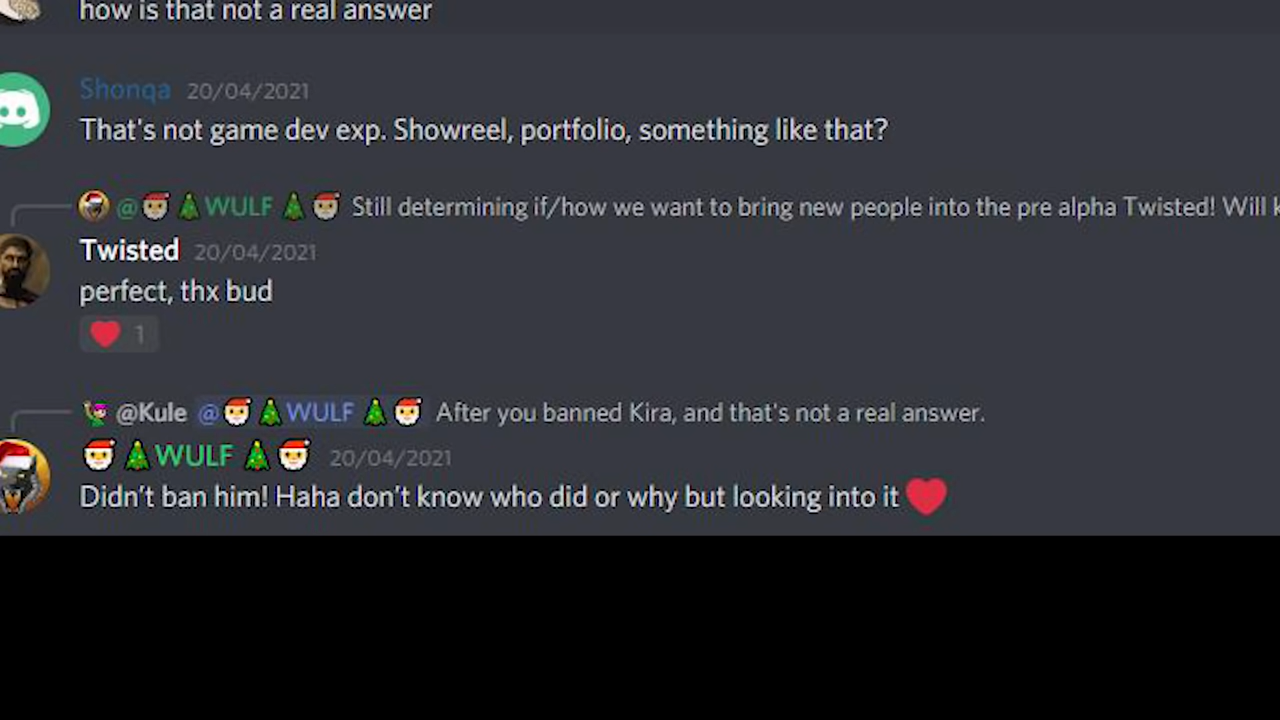 how is that not a real answer
Shonqa 20/04/2021
That's not game dev exp. Showreel, portfolio, something like that?
@🎅🏽🎄WULF🎄🎅🏽 Still determining if/how we want to bring new people into the pre alpha Twisted! Will
Twisted 20/04/2021
perfect, thx bud
❤️ 1
@Kule @🎅🏻🎄WULF🎄🎅🏻 After you banned Kira, and that's not a real answer.
🎅🏻🎄WULF🎄🎅🏻 20/04/2021
Didn't ban him! Haha don't know who did or why but looking into it ❤️